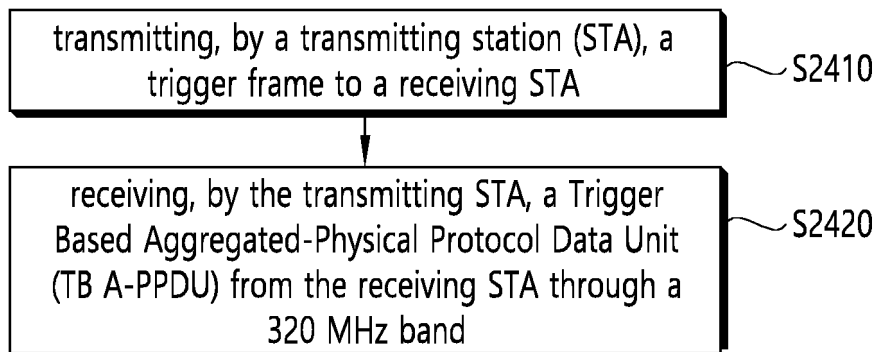 transmitting, by a transmitting station (STA), a
trigger frame to a receiving STA
S2410
receiving, by the transmitting STA, a Trigger
Based Aggregated-Physical Protocol Data Unit
(TB A-PPDU) from the receiving STA through a
320 MHz band
S2420